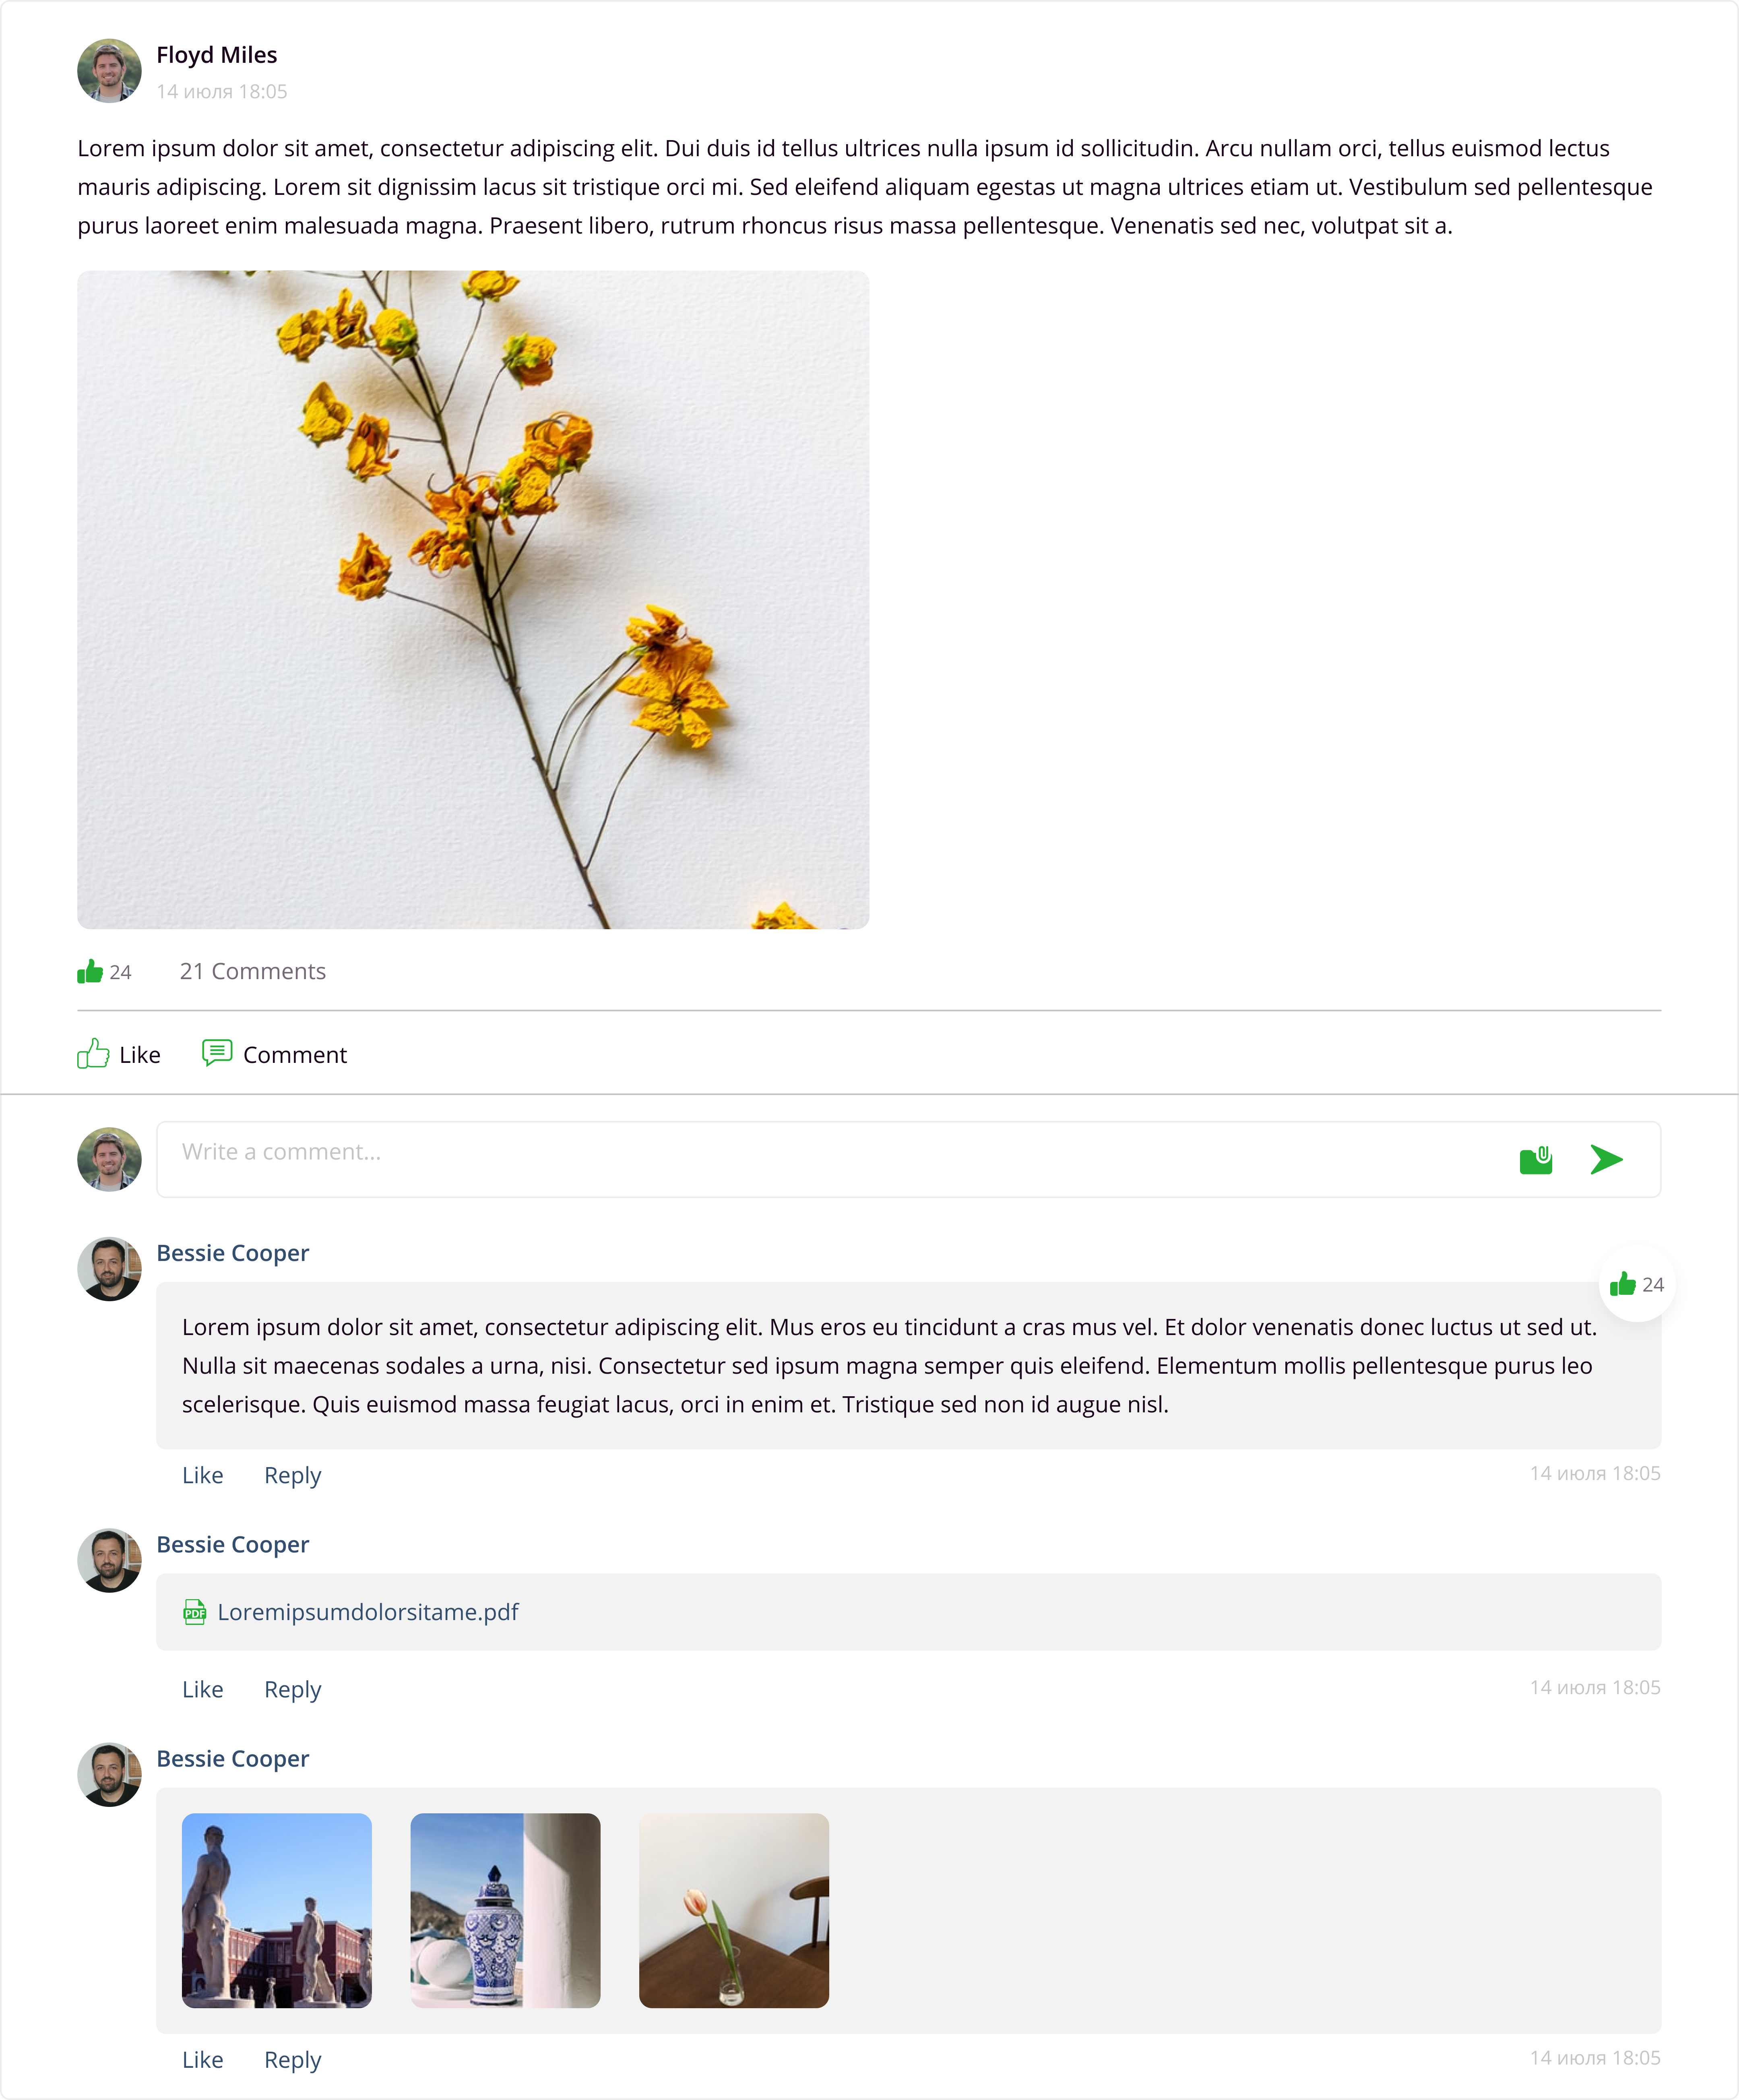 Floyd Miles
14 июля 18:05
Lorem ipsum dolor sit amet, consectetur adipiscing elit. Dui duis id tellus ultrices nulla ipsum id sollicitudin. Arcu nullam orci, tellus euismod lectus
mauris adipiscing. Lorem sit dignissim lacus sit tristique orci mi. Sed eleifend aliquam egestas ut magna ultrices etiam ut. Vestibulum sed pellentesque
purus laoreet enim malesuada magna. Praesent libero, rutrum rhoncus risus massa pellentesque. Venenatis sed nec, volutpat sit a.
24 21 Comments
Like Comment
Write a comment...
Bessie Cooper
24
Lorem ipsum dolor sit amet, consectetur adipiscing elit. Mus eros eu tincidunt a cras mus vel. Et dolor venenatis donec luctus ut sed ut.
Nulla sit maecenas sodales a urna, nisi. Consectetur sed ipsum magna semper quis eleifend. Elementum mollis pellentesque purus leo
scelerisque. Quis euismod massa feugiat lacus, orci in enim et. Tristique sed non id augue nisl.
Like Reply 14 июля 18:05
Bessie Cooper
PDF Loremipsumdolorsitame.pdf
Like Reply 14 июля 18:05
Bessie Cooper
Like Reply 14 июля 18:05